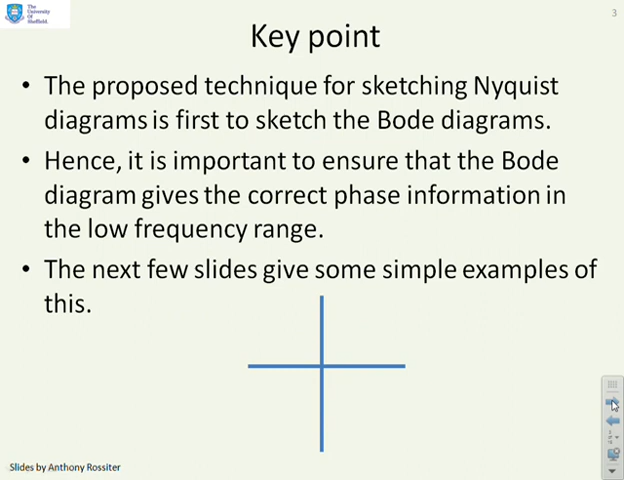 The
University
Of
Sheffield.
3
Key point
• The proposed technique for sketching Nyquist
diagrams is first to sketch the Bode diagrams.
• Hence, it is important to ensure that the Bode
diagram gives the correct phase information in
the low frequency range.
• The next few slides give some simple examples of
this.
Slides by Anthony Rossiter